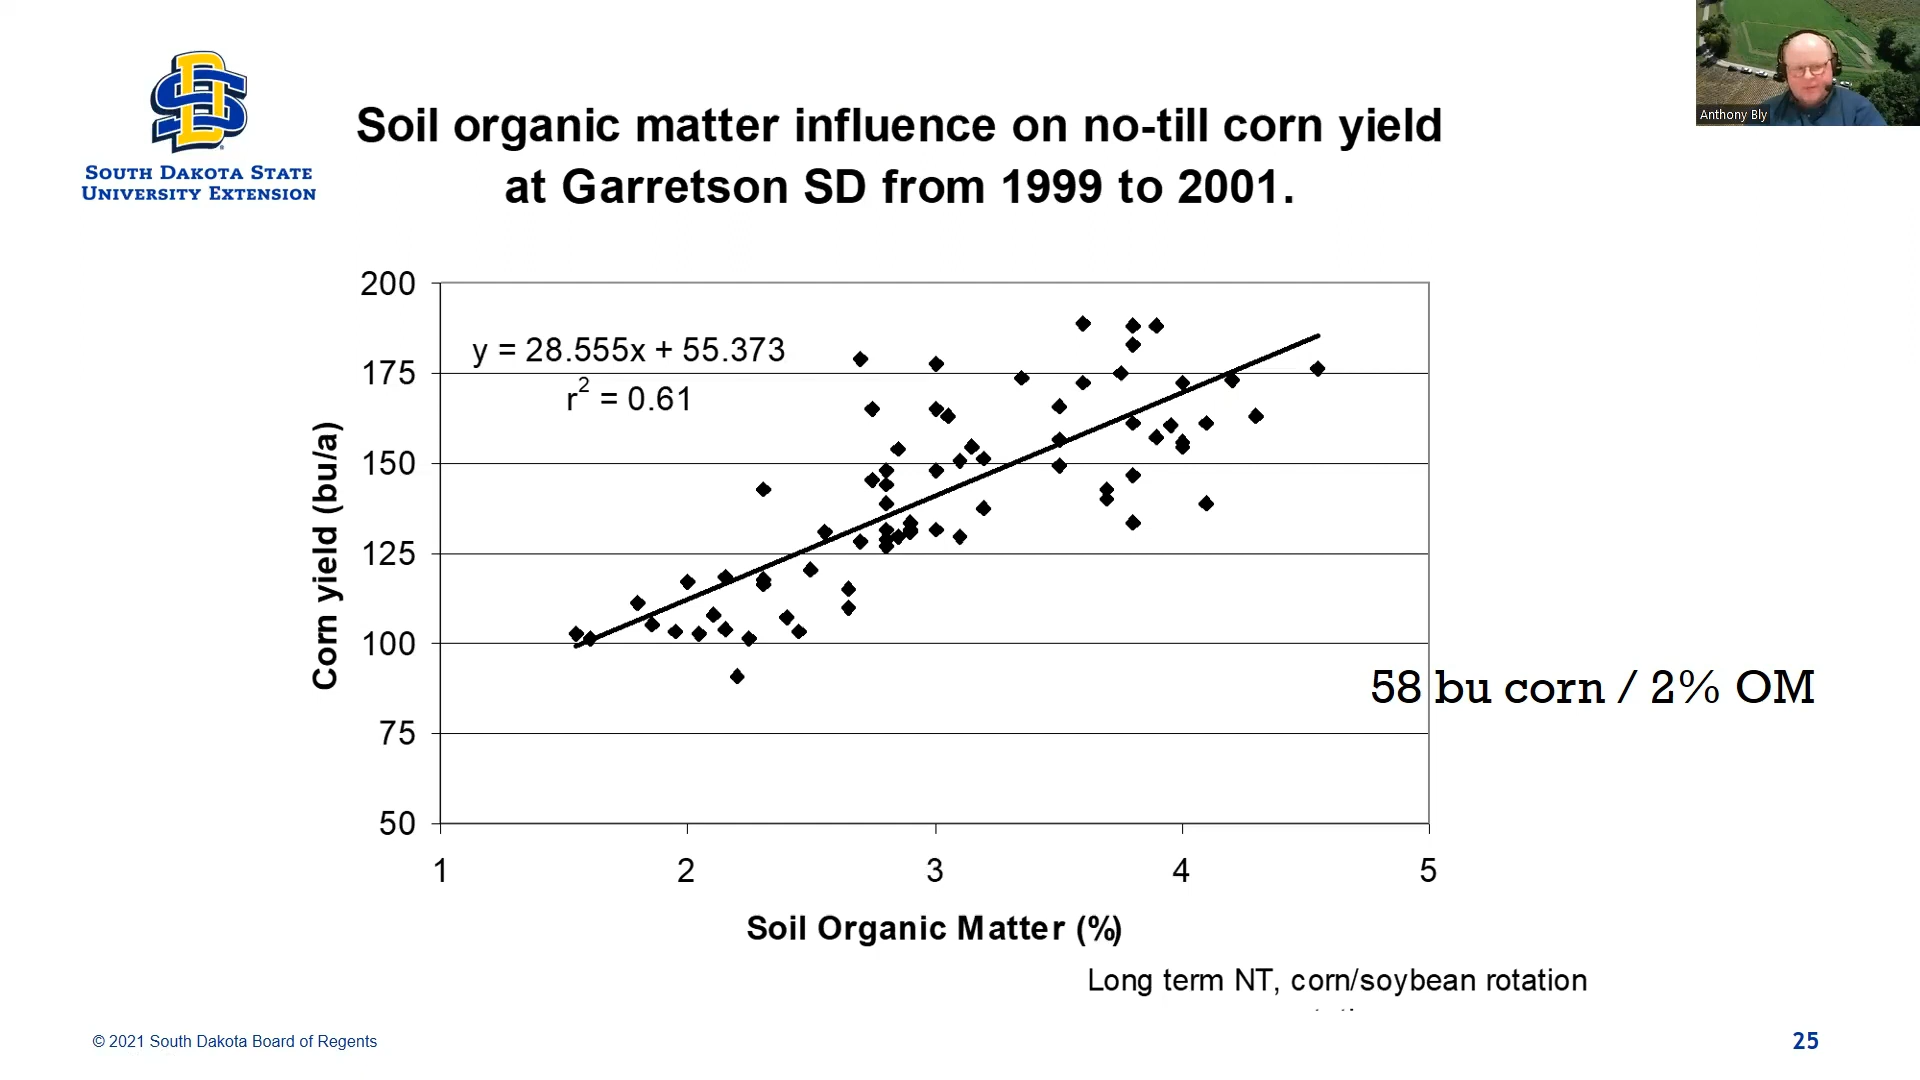 Anthony Bly
SOUTH DAKOTA STATE
UNIVERSITY EXTENSION
Soil organic matter influence on no-till corn yield
at Garretson SD from 1999 to 2001.
y = 28.555x + 55.373
r² = 0.61
Corn yield (bu/a)
200
175
150
125
100
75
50
1 2 3 4 5
Soil Organic Matter (%)
58 bu corn / 2% OM
Long term NT, corn/soybean rotation
© 2021 South Dakota Board of Regents
25